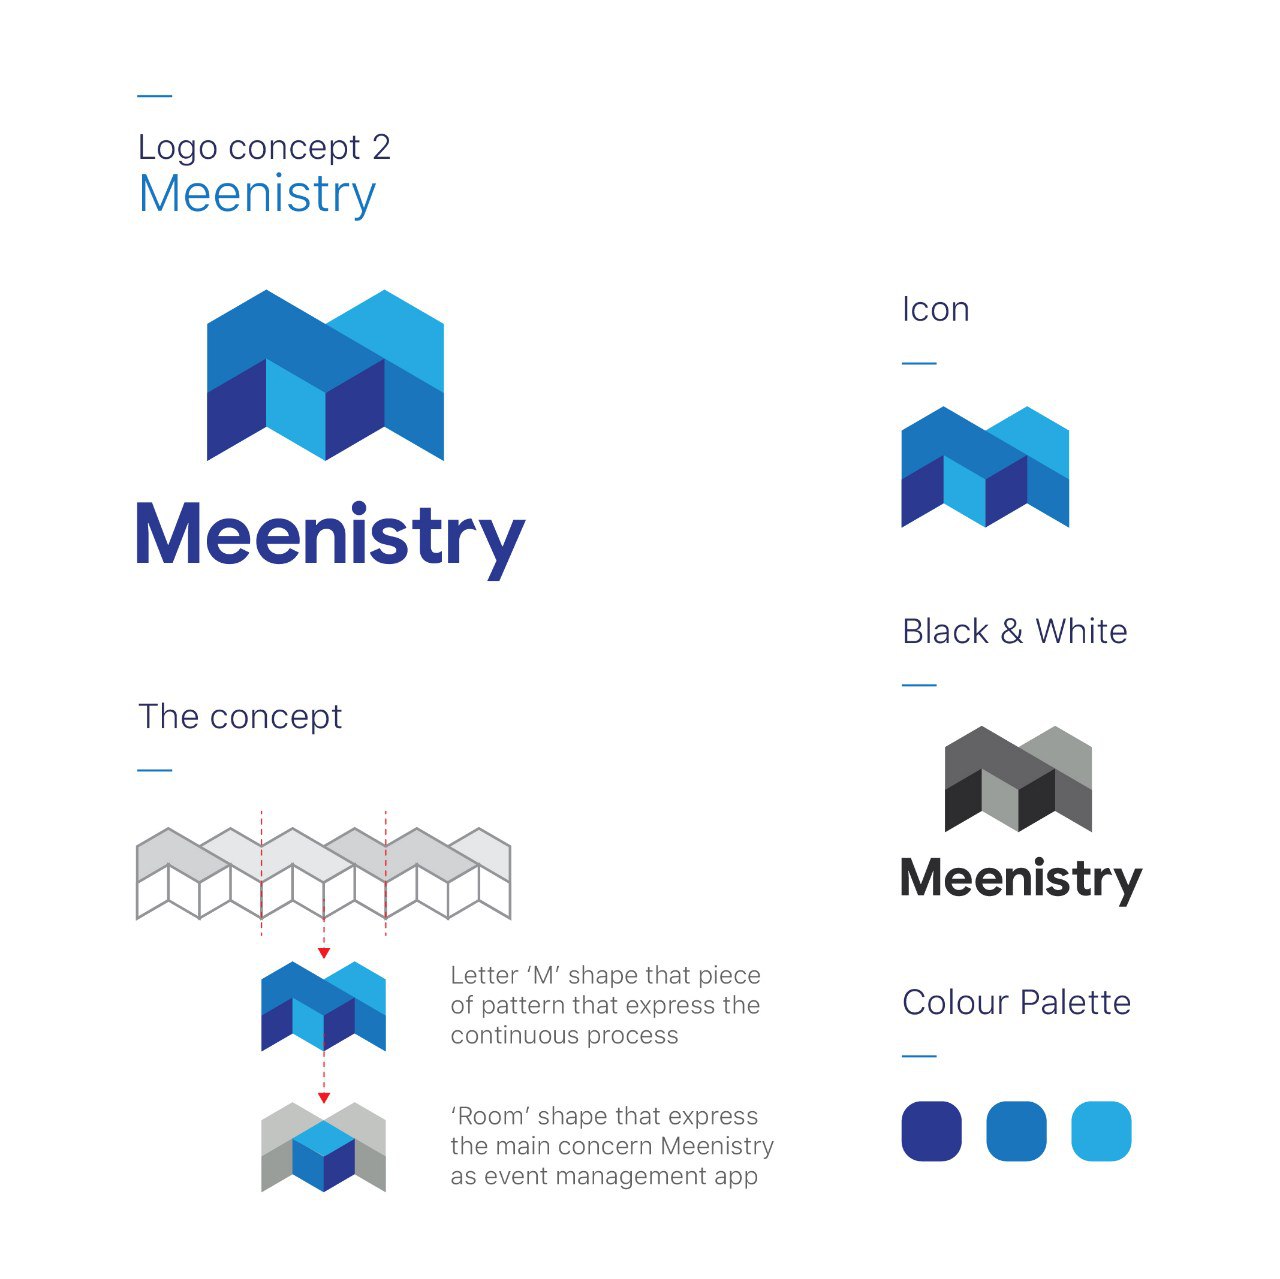 Logo concept 2
Meenistry
Meenistry
The concept
Letter ‘M’ shape that piece
of pattern that express the
continuous process
‘Room’ shape that express
the main concern Meenistry
as event management app
Icon
Black & White
Meenistry
Colour Palette